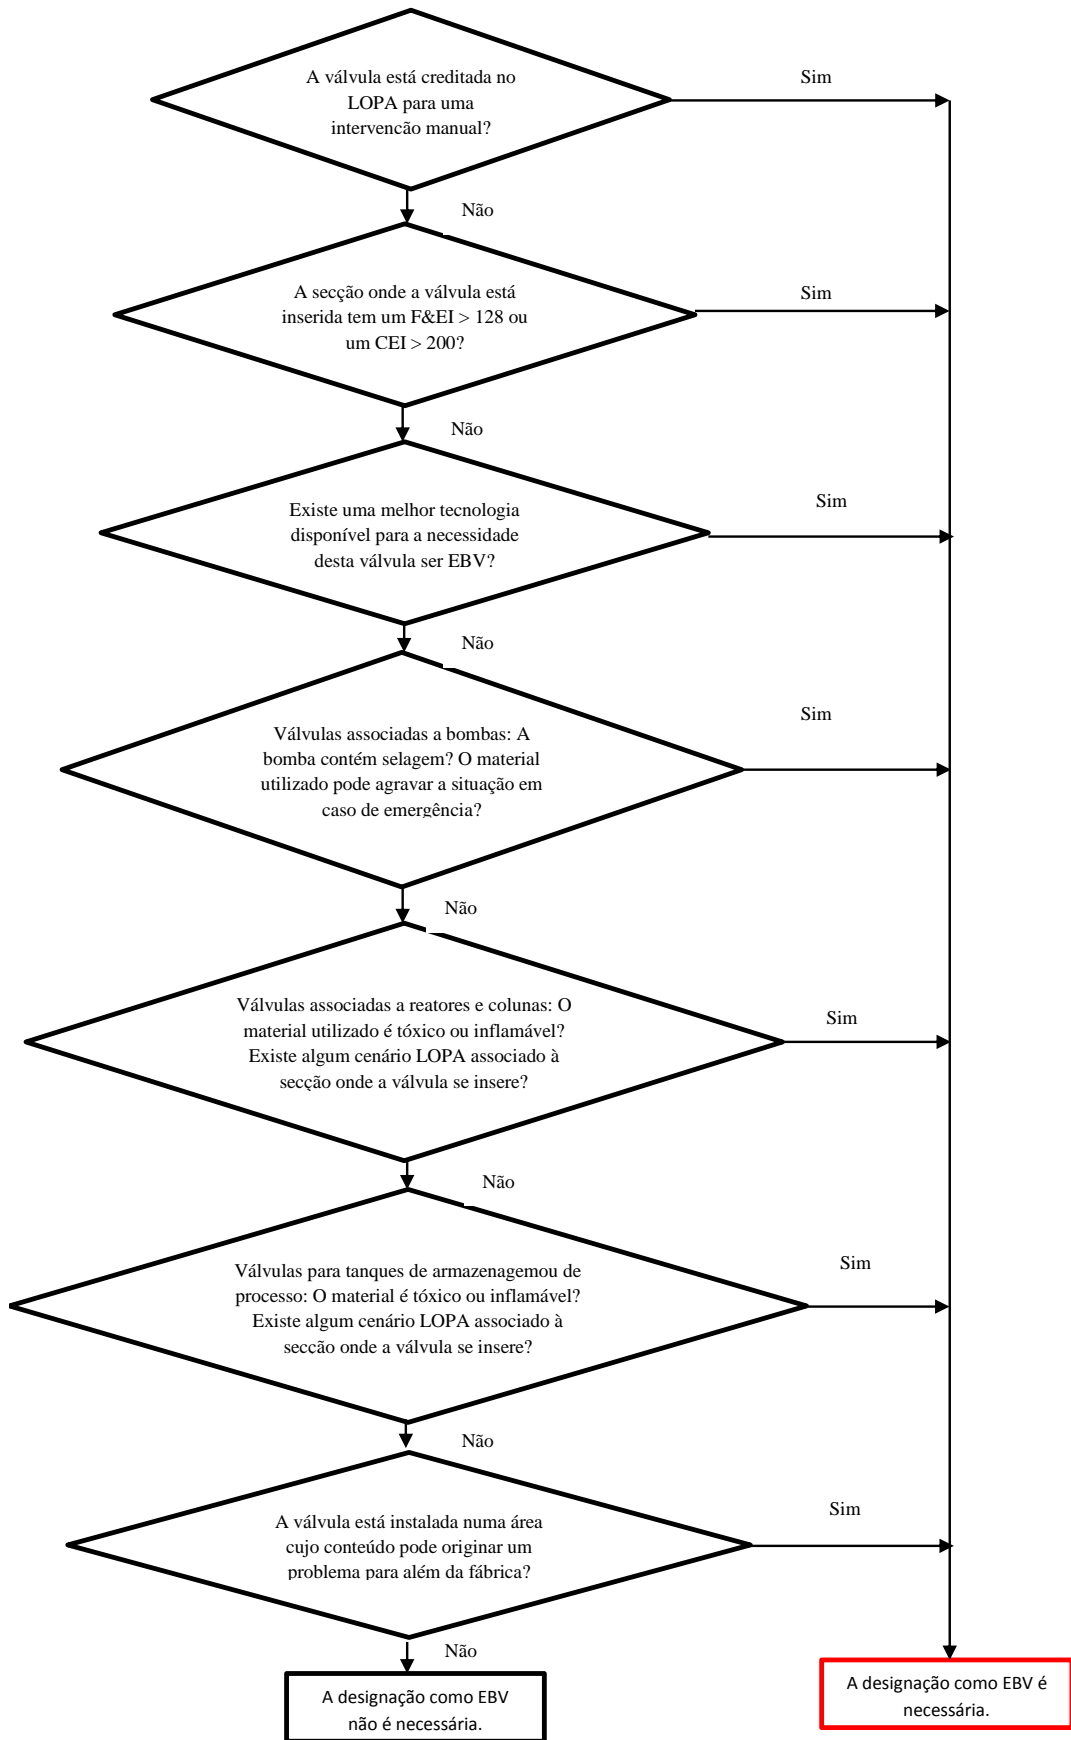 A válvula está creditada no
LOPA para uma
intervenção manual?
Sim
Não
A secção onde a válvula está
inserida tem um F&EI > 128 ou
um CEI > 200?
Sim
Não
Existe uma melhor tecnologia
disponível para a necessidade
desta válvula ser EBV?
Sim
Não
Válvulas associadas a bombas: A
bomba contém selagem? O material
utilizado pode agravar a situação em
caso de emergência?
Sim
Não
Válvulas associadas a reatores e colunas: O
material utilizado é tóxico ou inflamável?
Existe algum cenário LOPA associado à
secção onde a válvula se insere?
Sim
Não
Válvulas para tanques de armazenagemou de
processo: O material é tóxico ou inflamável?
Existe algum cenário LOPA associado à
secção onde a válvula se insere?
Sim
Não
A válvula está instalada numa área
cujo conteúdo pode originar um
problema para além da fábrica?
Sim
Não
A designação como EBV
não é necessária.
A designação como EBV é
necessária.